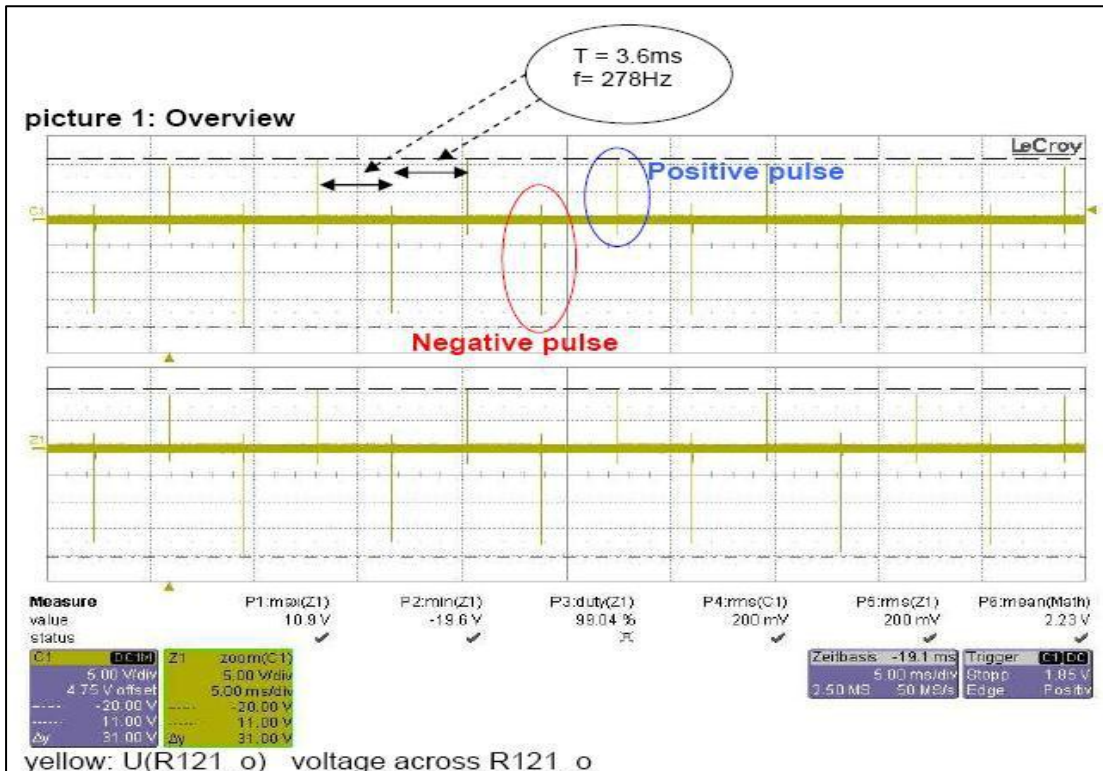 T = 3.6ms
f= 278Hz
picture 1: Overview
LeCroy
Positive pulse
C1
Negative pulse
Z1
Measure P1:max(Z1) P2:min(Z1) P3:duty(Z1) P4:rms(C1) P5:rms(Z1) P6:mean(Math)
value 10.9 V -19.6 V 99.04 % 200 mV 200 mV 2.23 V
status
C1 DC1M
5.00 V/div
4.75 V offset
-20.00 V
11.00 V
Δy 31.00 V
Z1 zoom(C1)
5.00 V/div
5.00 ms/div
-20.00 V
11.00 V
31.00 V
Zeitbasis -19.1 ms
5.00 ms/div
2.50 MS 50 MS/s
Trigger C1 DC
Stopp 1.85 V
Edge Positiv
yellow: U(R121_o) voltage across R121_o